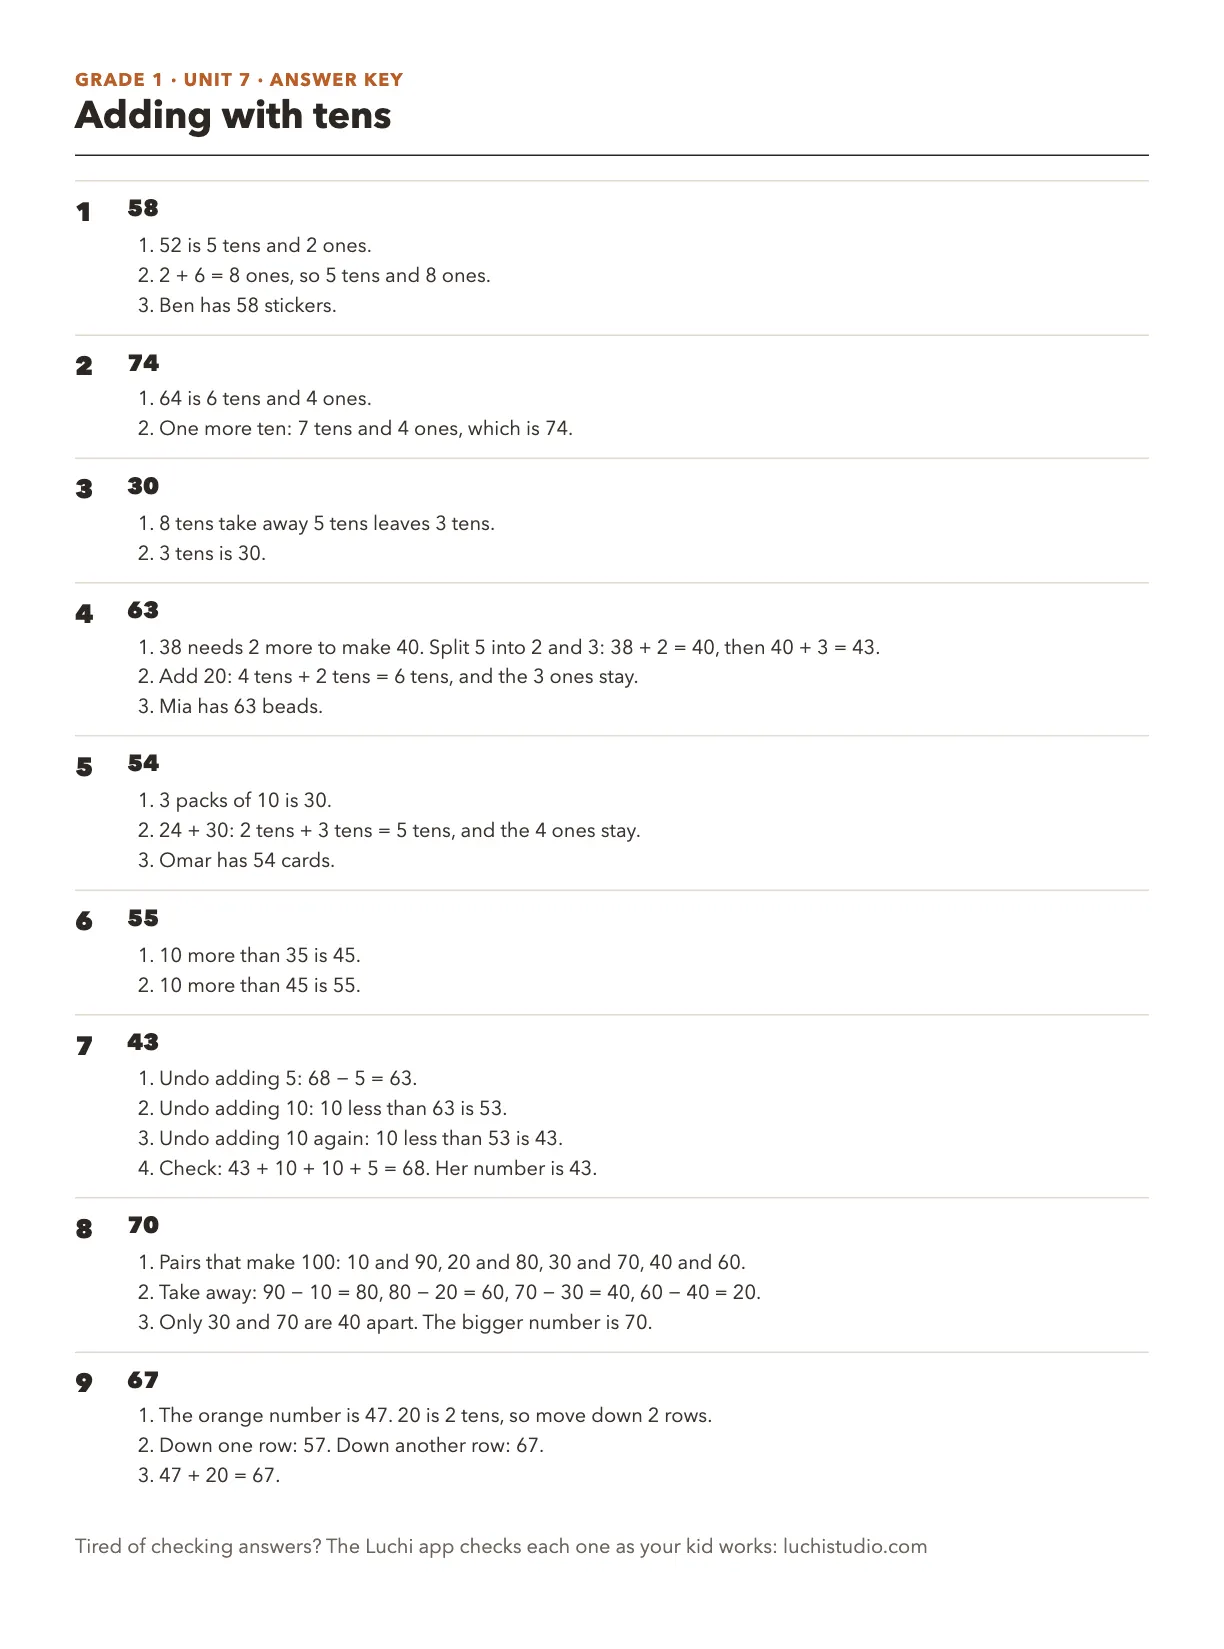 GRADE 1 · UNIT 7 · ANSWER KEY
Adding with tens
1 58
1. 52 is 5 tens and 2 ones.
2. 2 + 6 = 8 ones, so 5 tens and 8 ones.
3. Ben has 58 stickers.
2 74
1. 64 is 6 tens and 4 ones.
2. One more ten: 7 tens and 4 ones, which is 74.
3 30
1. 8 tens take away 5 tens leaves 3 tens.
2. 3 tens is 30.
4 63
1. 38 needs 2 more to make 40. Split 5 into 2 and 3: 38 + 2 = 40, then 40 + 3 = 43.
2. Add 20: 4 tens + 2 tens = 6 tens, and the 3 ones stay.
3. Mia has 63 beads.
5 54
1. 3 packs of 10 is 30.
2. 24 + 30: 2 tens + 3 tens = 5 tens, and the 4 ones stay.
3. Omar has 54 cards.
6 55
1. 10 more than 35 is 45.
2. 10 more than 45 is 55.
7 43
1. Undo adding 5: 68 − 5 = 63.
2. Undo adding 10: 10 less than 63 is 53.
3. Undo adding 10 again: 10 less than 53 is 43.
4. Check: 43 + 10 + 10 + 5 = 68. Her number is 43.
8 70
1. Pairs that make 100: 10 and 90, 20 and 80, 30 and 70, 40 and 60.
2. Take away: 90 − 10 = 80, 80 − 20 = 60, 70 − 30 = 40, 60 − 40 = 20.
3. Only 30 and 70 are 40 apart. The bigger number is 70.
9 67
1. The orange number is 47. 20 is 2 tens, so move down 2 rows.
2. Down one row: 57. Down another row: 67.
3. 47 + 20 = 67.
Tired of checking answers? The Luchi app checks each one as your kid works: luchistudio.com